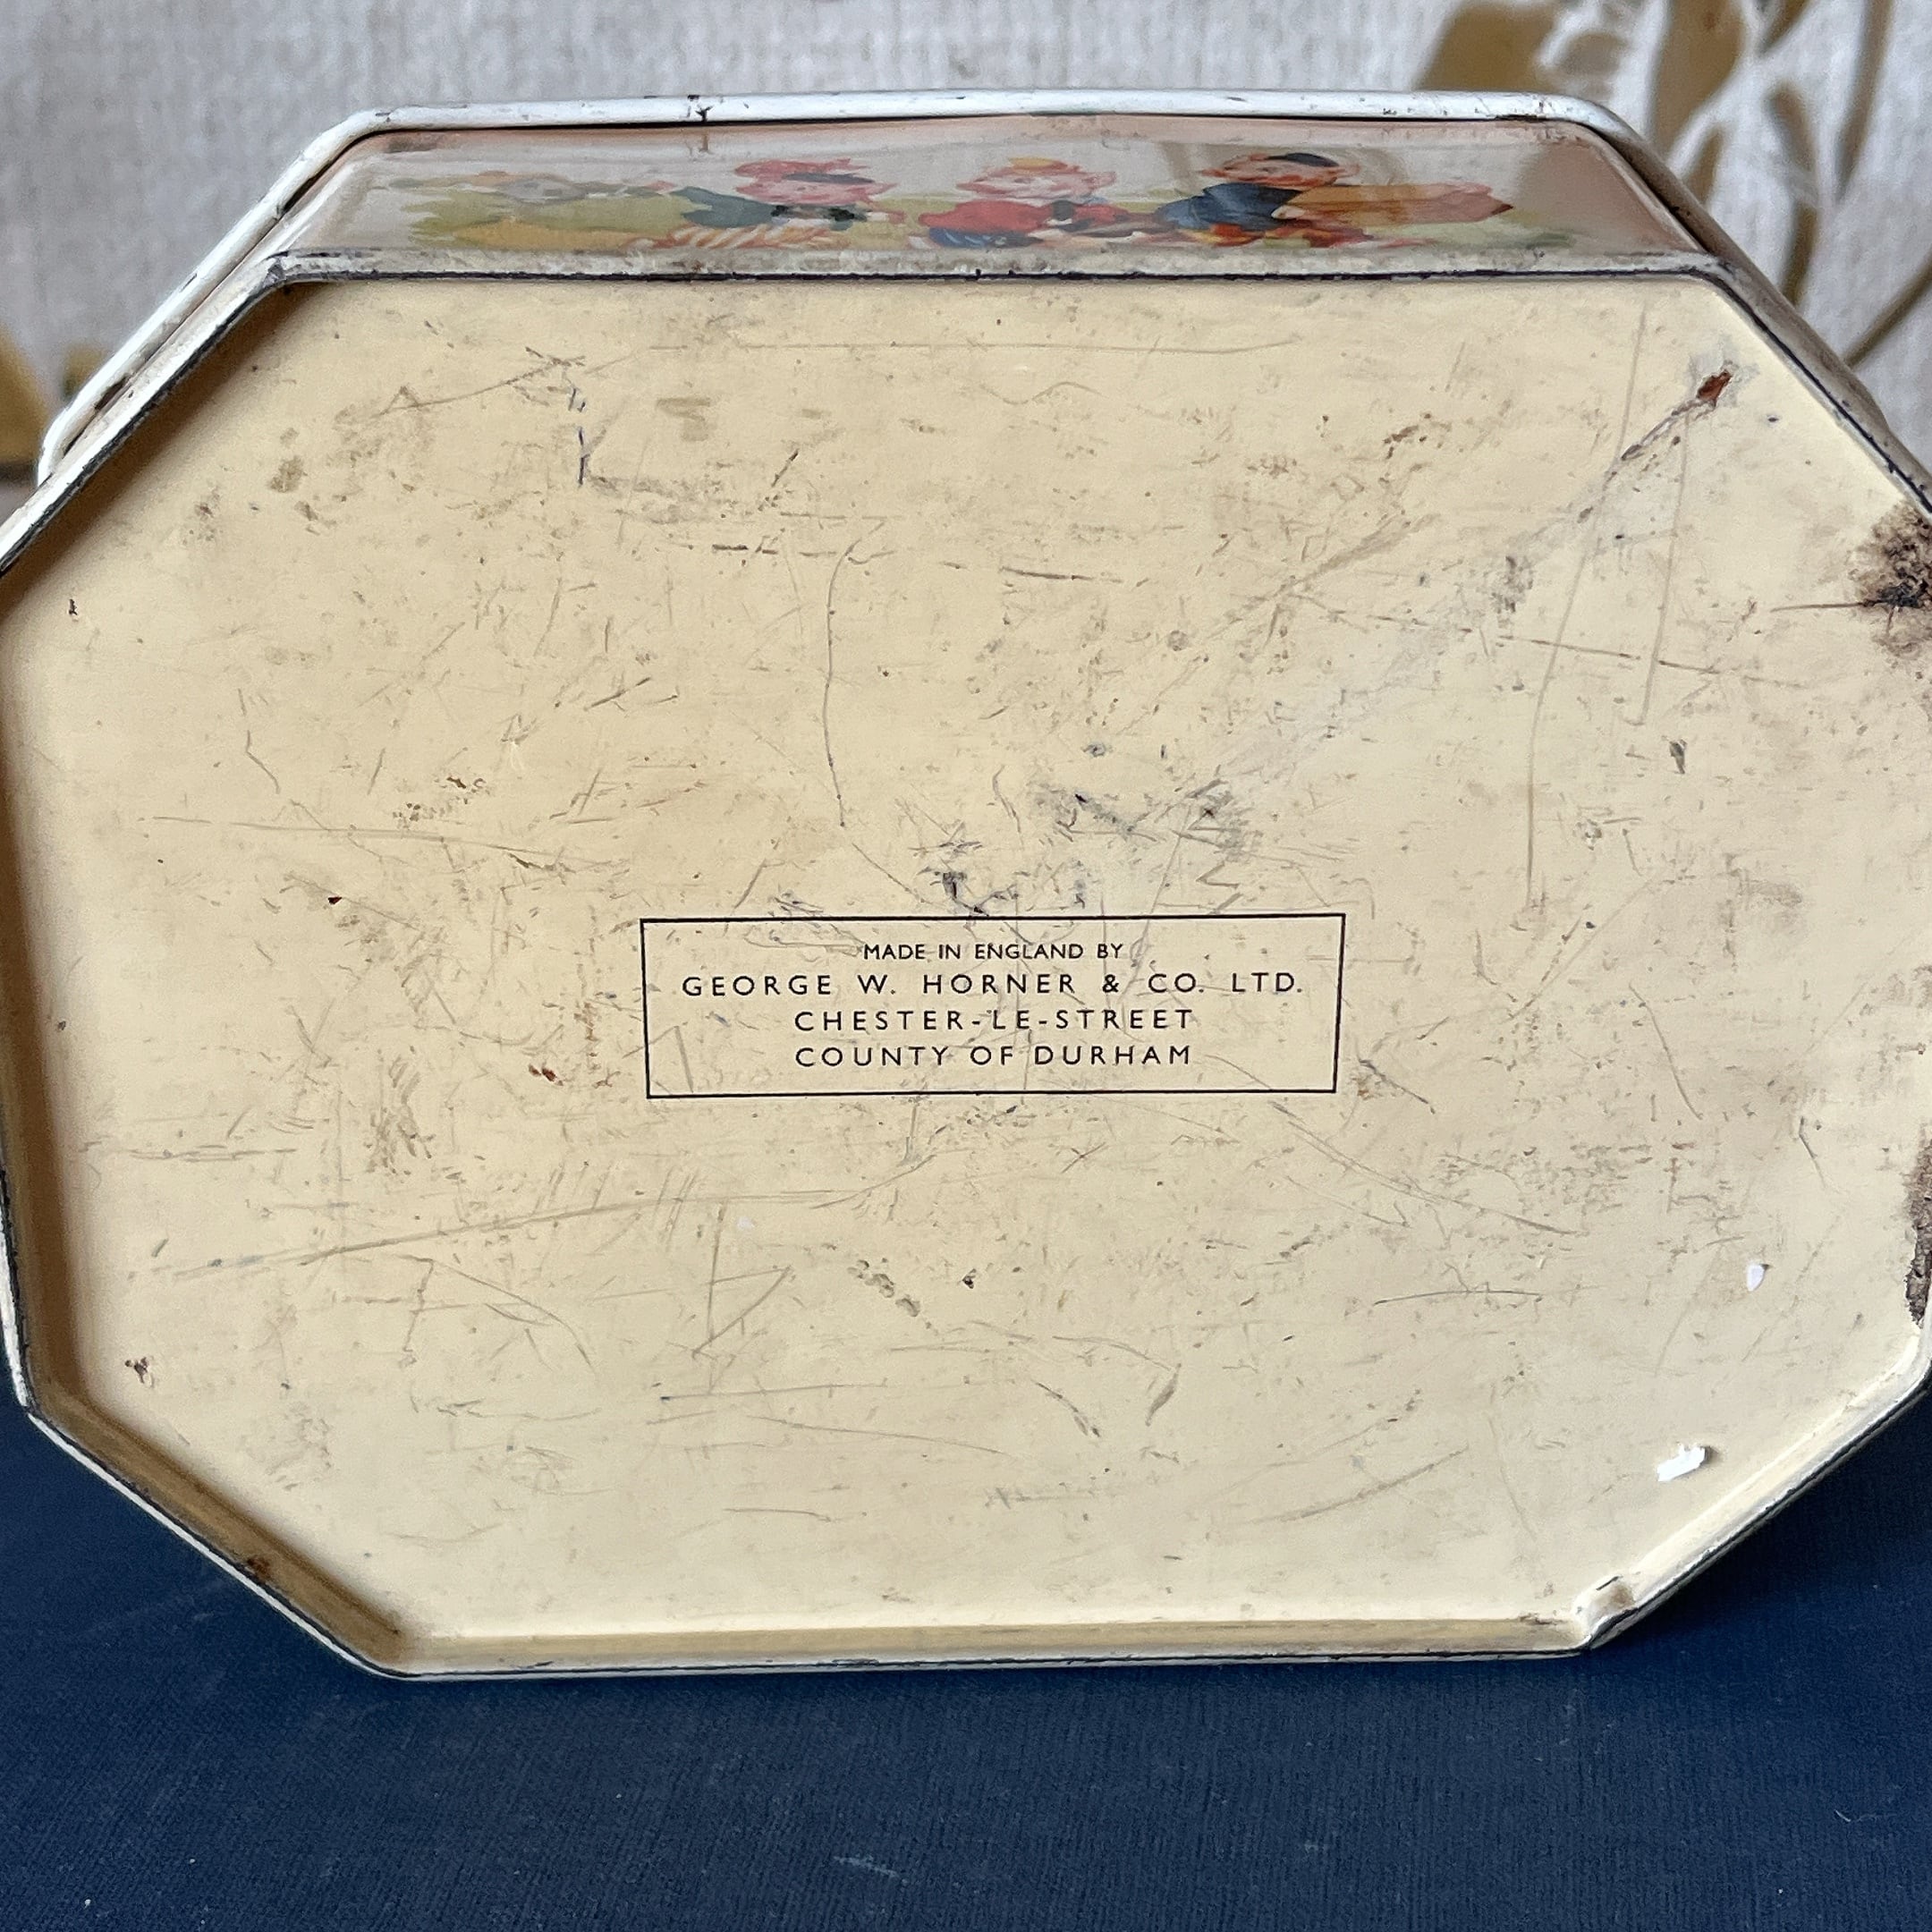 MADE IN ENGLAND BY
GEORGE W. HORNER & CO. LTD.
CHESTER-LE-STREET
COUNTY OF DURHAM